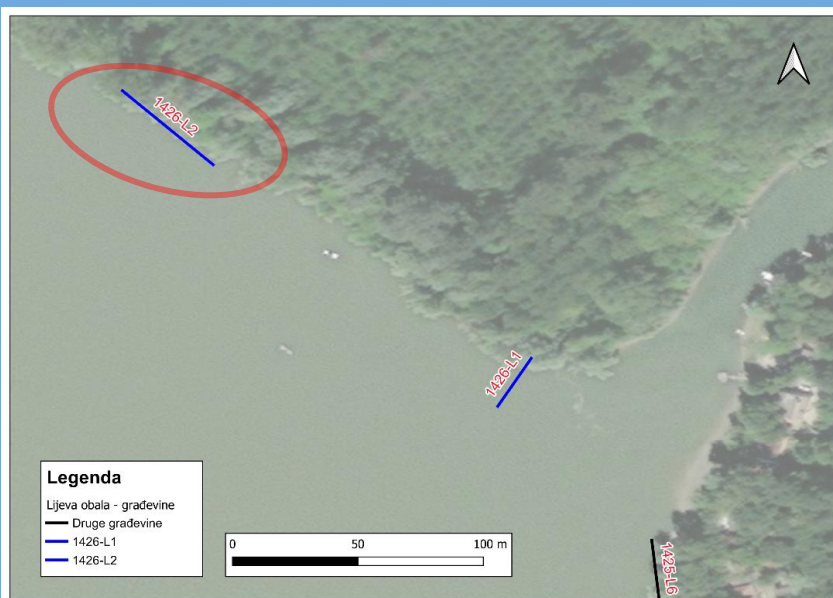 1426-L2
1426-L1
Legenda
Lijeva obala - građevine
Druge građevine
1426-L1
1426-L2
0 50 100 m
1425-L6